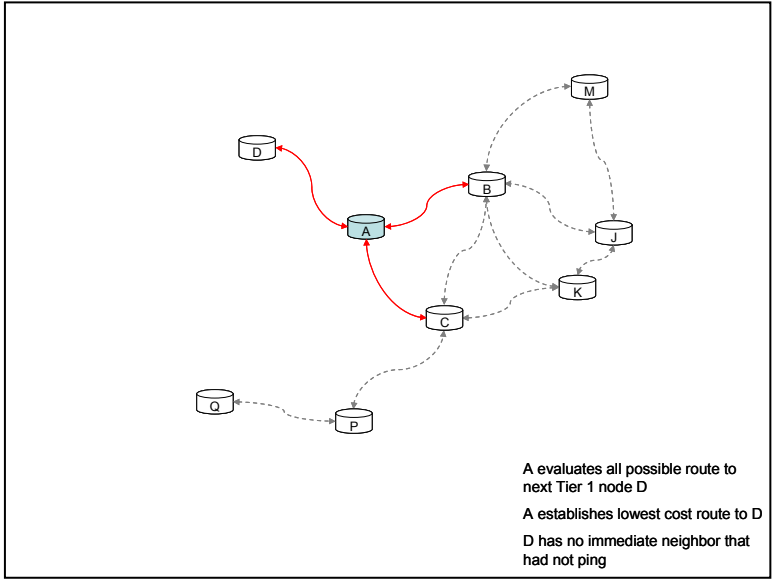 M
D
B
A
J
K
C
Q
P
A evaluates all possible route to
next Tier 1 node D
A establishes lowest cost route to D
D has no immediate neighbor that
had not ping